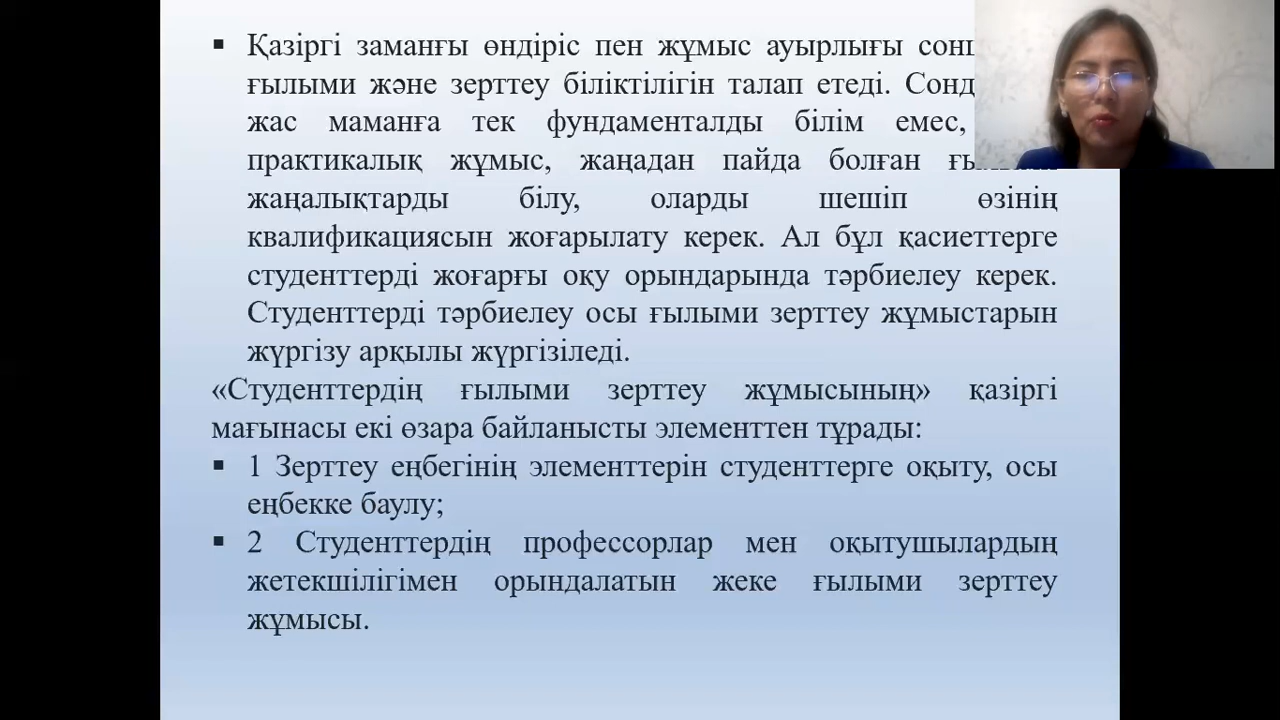 Қазіргі заманғы өндіріс пен жұмыс ауырлығы
ғылыми және зерттеу біліктілігін талап етеді.
жас маманға тек фундаменталды білім емес,
практикалық жұмыс, жаңадан пайда болған
жаңалықтарды білу, оларды шешіп өзінің
квалификациясын жоғарылату керек. Ал бұл қасиеттерге
студенттерді жоғарғы оқу орындарында тәрбиелеу керек.
Студенттерді тәрбиелеу осы ғылыми зерттеу жұмыстарын
жүргізу арқылы жүргізіледі.
«Студенттердің ғылыми зерттеу жұмысының» қазіргі
мағынасы екі өзара байланысты элементтен тұрады:
1 Зерттеу еңбегінің элементтерін студенттерге оқыту, осы
еңбекке баулу;
2 Студенттердің профессорлар мен оқытушылардың
жетекшілігімен орындалатын жеке ғылыми зерттеу
жұмысы.